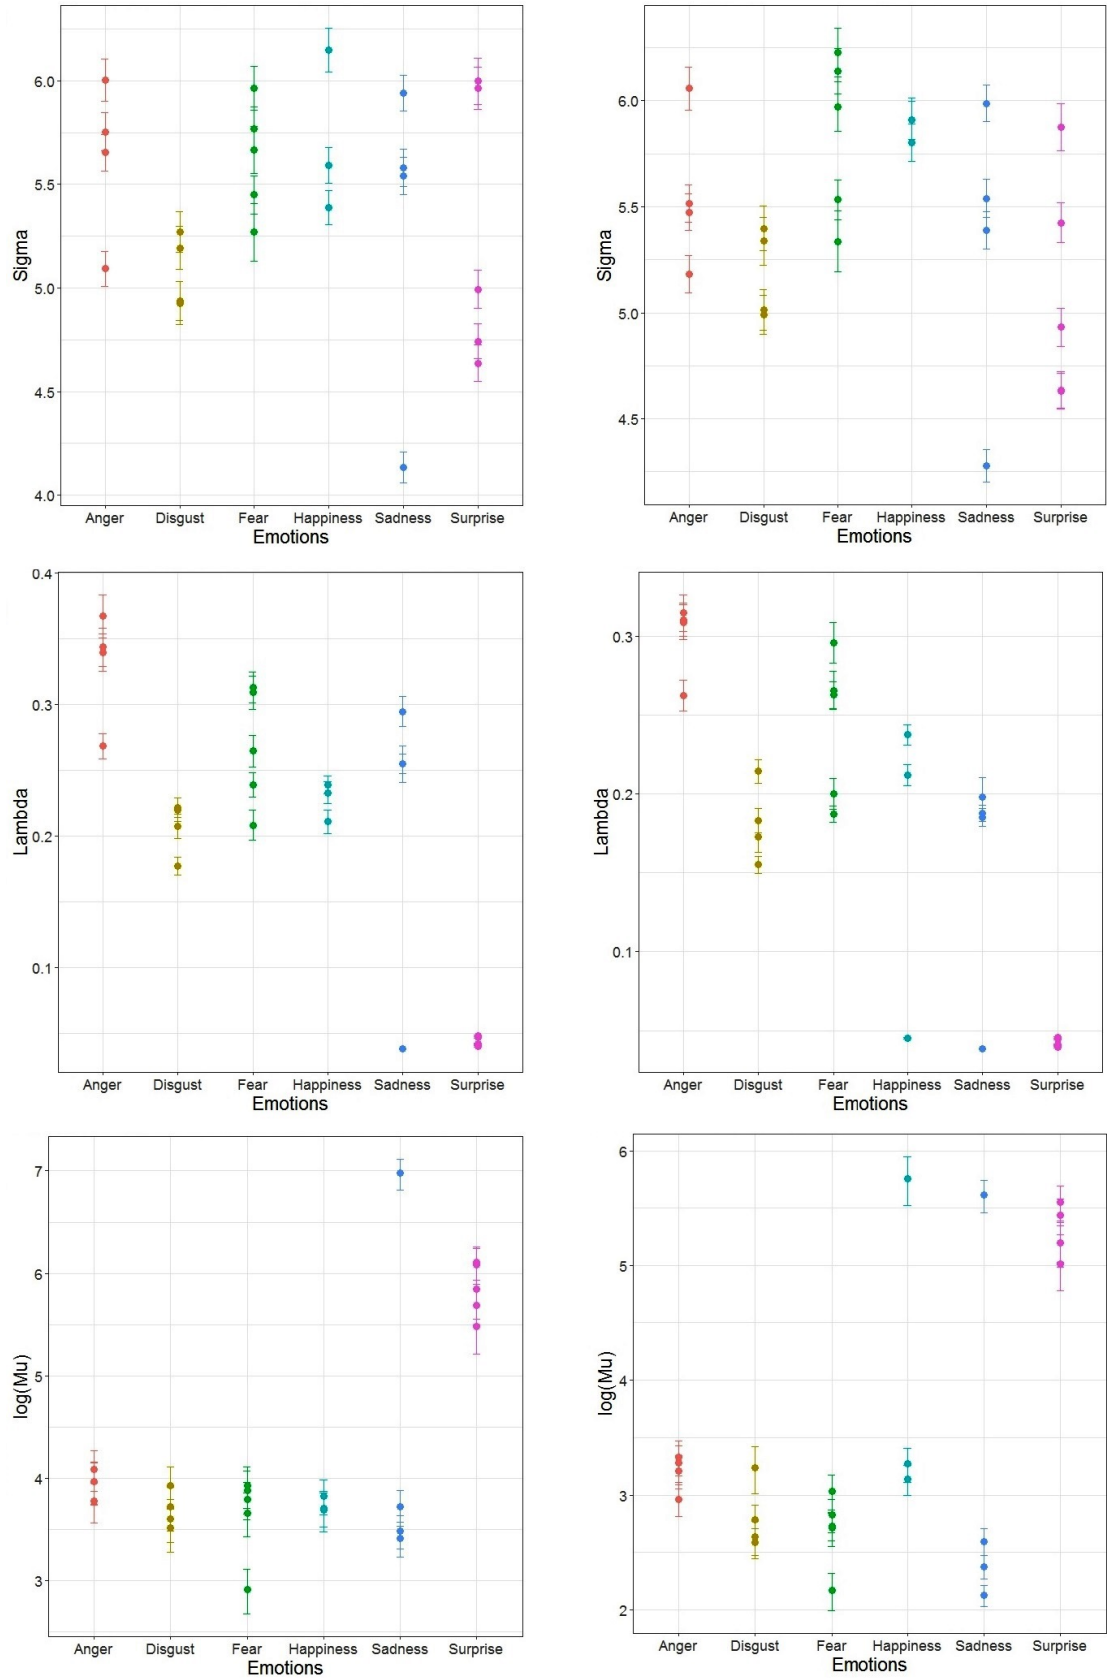 Sigma
6.0
5.5
5.0
4.5
4.0
Anger Disgust Fear Happiness Sadness Surprise
Emotions
Sigma
6.0
5.5
5.0
4.5
Anger Disgust Fear Happiness Sadness Surprise
Emotions
Lambda
0.4
0.3
0.2
0.1
Anger Disgust Fear Happiness Sadness Surprise
Emotions
Lambda
0.3
0.2
0.1
Anger Disgust Fear Happiness Sadness Surprise
Emotions
log(Mu)
7
6
5
4
3
Anger Disgust Fear Happiness Sadness Surprise
Emotions
log(Mu)
6
5
4
3
2
Anger Disgust Fear Happiness Sadness Surprise
Emotions